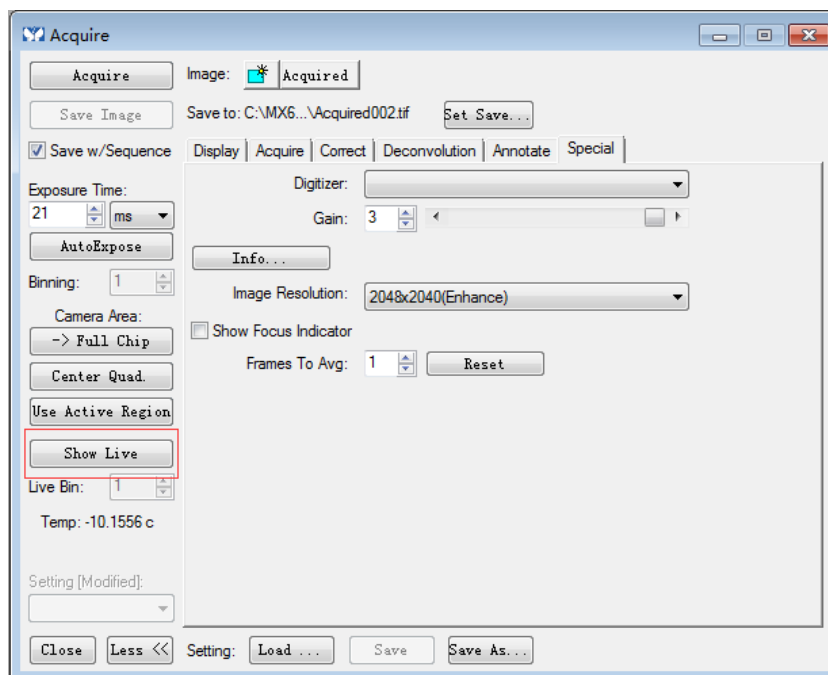 Acquire
Acquire
Image:
Acquired
Save Image
Save to: C:\MX6...\Acquired002.tif
Set Save...
Save w/Sequence
Display Acquire Correct Deconvolution Annotate Special
Exposure Time:
21 ms
AutoExpose
Binning: 1
Camera Area:
-> Full Chip
Center Quad.
Use Active Region
Show Live
Live Bin: 1
Temp: -10.1556 c
Setting [Modified]:
Digitizer:
Gain: 3
Info...
Image Resolution: 2048x2040(Enhance)
Show Focus Indicator
Frames To Avg: 1 Reset
Close Less << Setting: Load ... Save Save As...